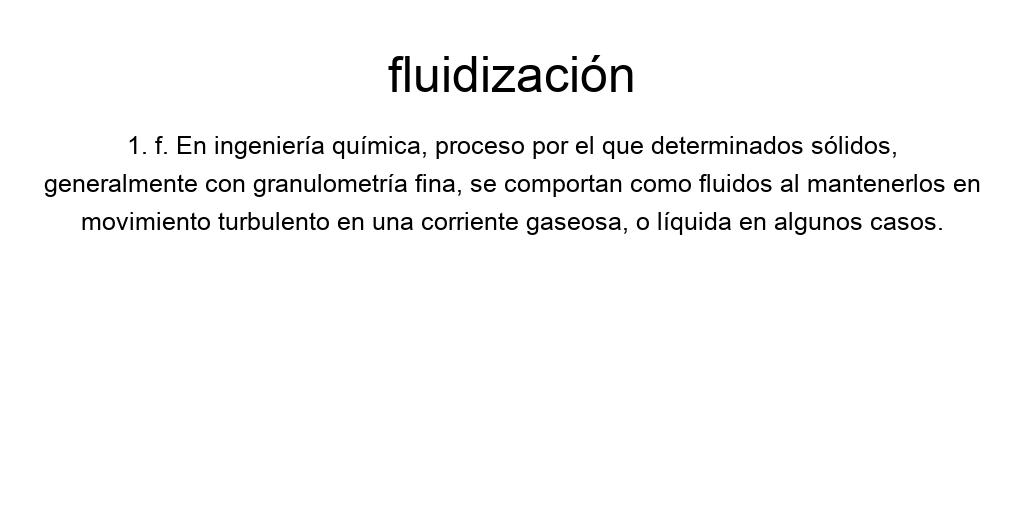 fluidización
1. f. En ingeniería química, proceso por el que determinados sólidos,
generalmente con granulometría fina, se comportan como fluidos al mantenerlos en
movimiento turbulento en una corriente gaseosa, o líquida en algunos casos.